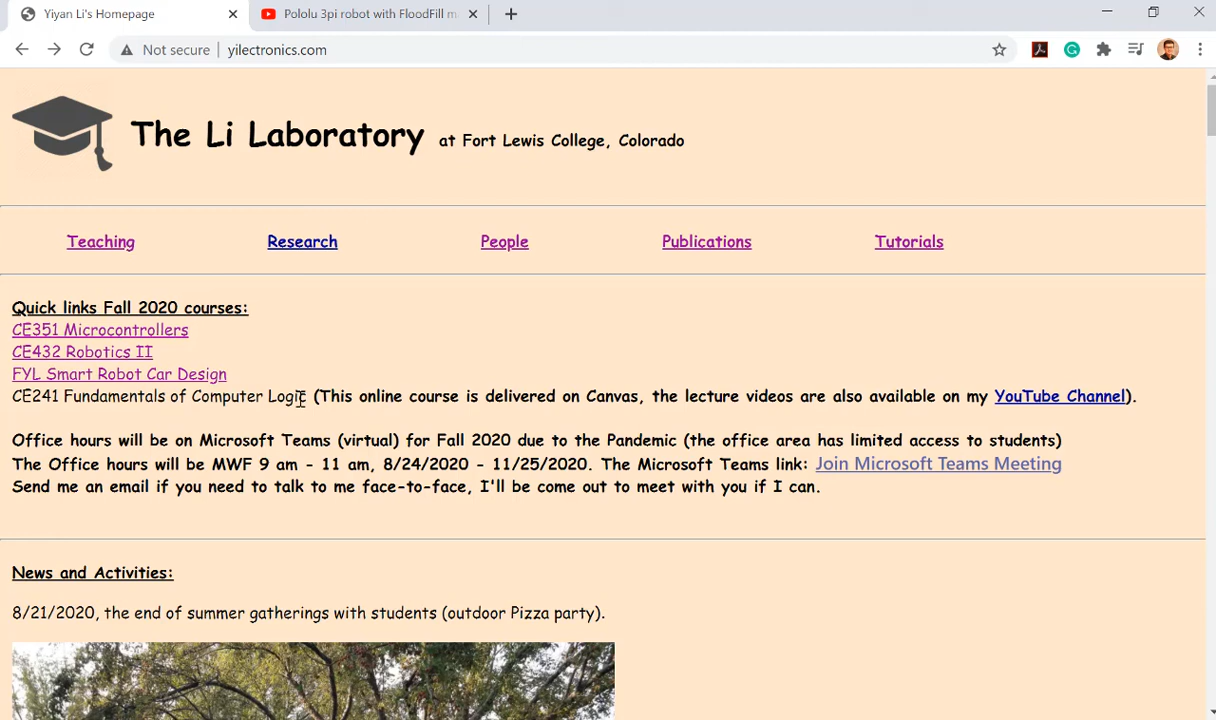 Yiyan Li's Homepage
Pololu 3pi robot with FloodFill m
Not secure | yilectronics.com
The Li Laboratory at Fort Lewis College, Colorado
Teaching Research People Publications Tutorials
Quick links Fall 2020 courses:
CE351 Microcontrollers
CE432 Robotics II
FYL Smart Robot Car Design
CE241 Fundamentals of Computer Logic (This online course is delivered on Canvas, the lecture videos are also available on my YouTube Channel).
Office hours will be on Microsoft Teams (virtual) for Fall 2020 due to the Pandemic (the office area has limited access to students)
The Office hours will be MWF 9 am - 11 am, 8/24/2020 - 11/25/2020. The Microsoft Teams link: Join Microsoft Teams Meeting
Send me an email if you need to talk to me face-to-face, I'll be come out to meet with you if I can.
News and Activities:
8/21/2020, the end of summer gatherings with students (outdoor Pizza party).